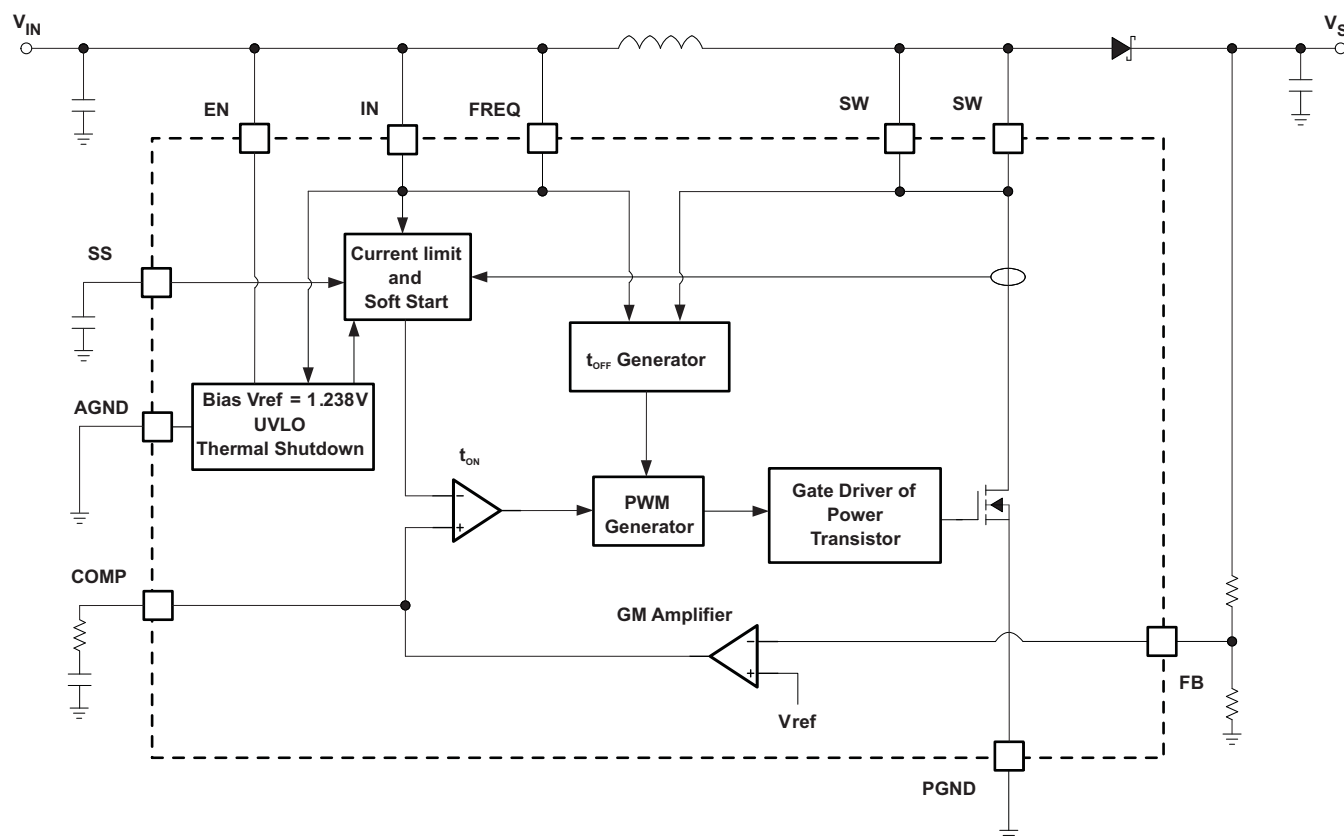 VIN
VS
EN
IN
FREQ
SW
SW
SS
Current limit
and
Soft Start
tOFF Generator
AGND
Bias Vref = 1.238V
UVLO
Thermal Shutdown
tON
−
+
PWM
Generator
Gate Driver of
Power
Transistor
COMP
GM Amplifier
−
+
Vref
FB
PGND